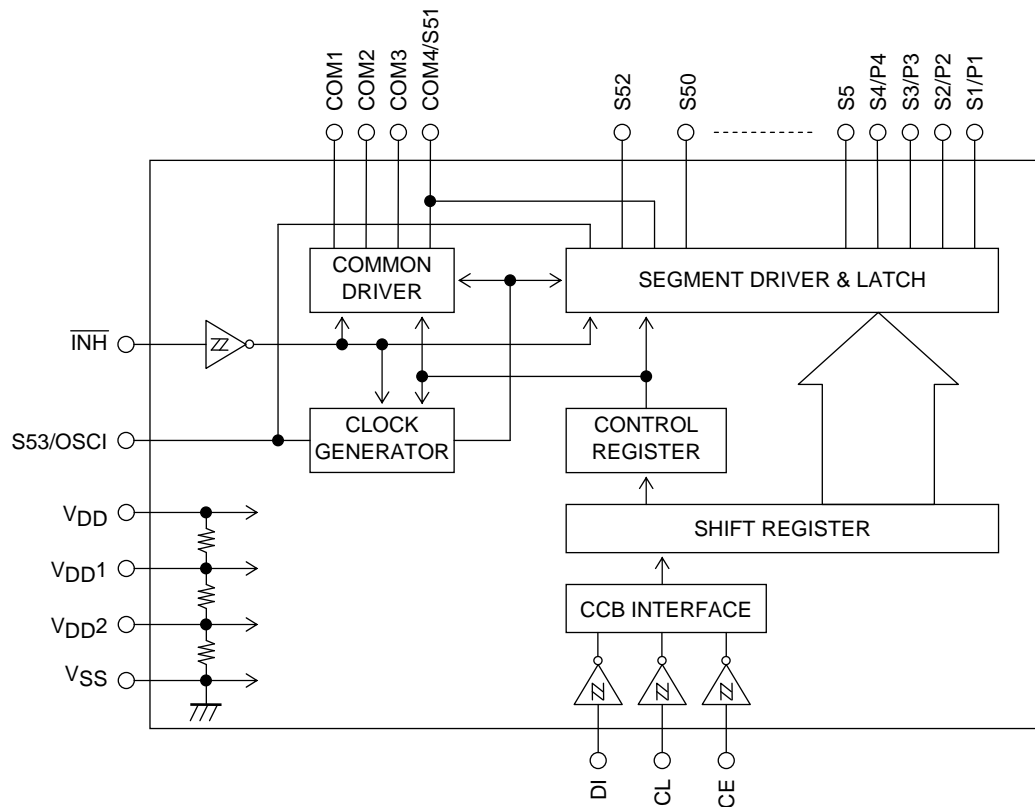 COM1
COM2
COM3
COM4/S51
S52
S50
S5
S4/P4
S3/P3
S2/P2
S1/P1
COMMON
DRIVER
SEGMENT DRIVER & LATCH
INH
S53/OSCI
CLOCK
GENERATOR
CONTROL
REGISTER
VDD
SHIFT REGISTER
VDD1
CCB INTERFACE
VDD2
VSS
DI
CL
CE